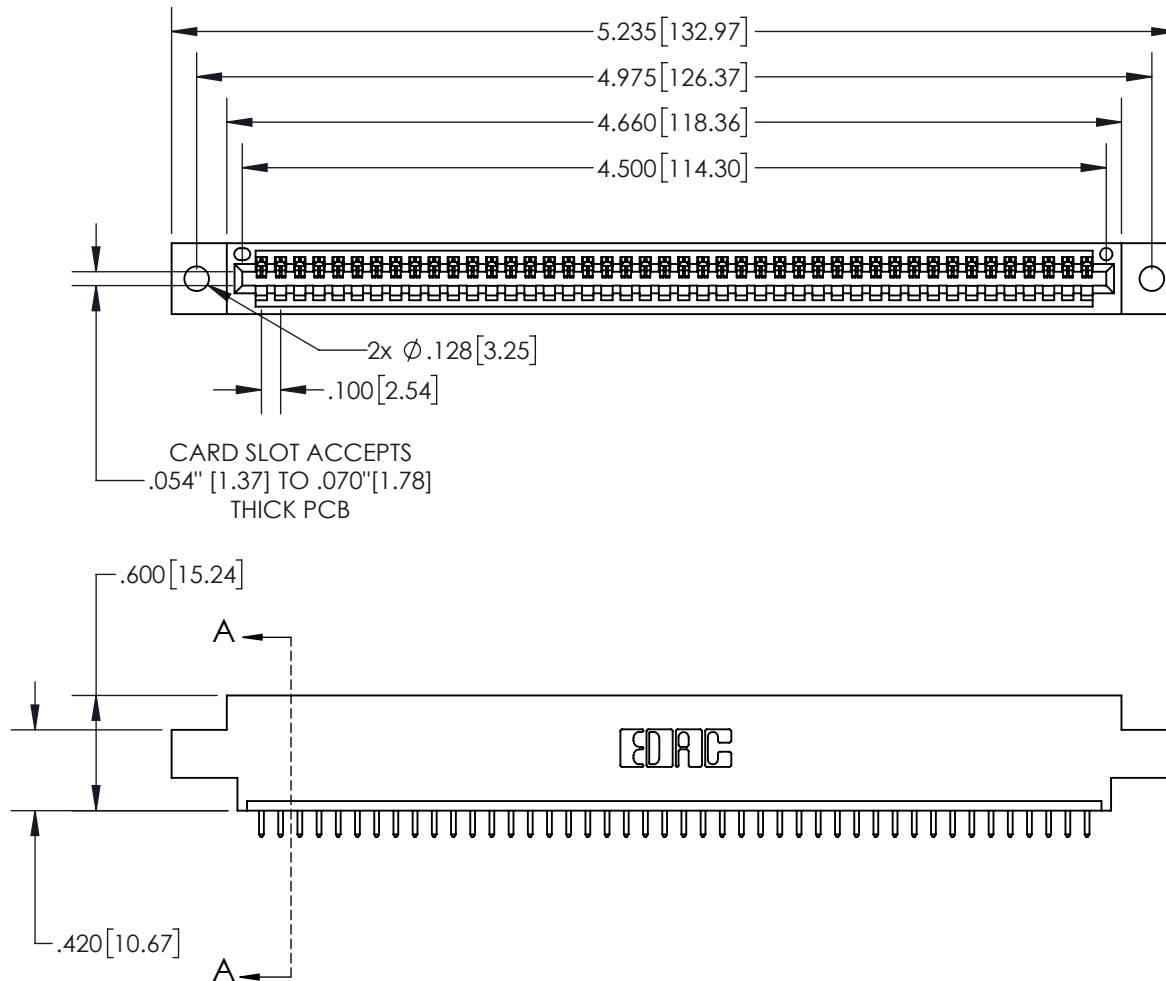 5.235[132.97]
4.975[126.37]
4.660[118.36]
4.500[114.30]
2x Ø.128[3.25]
.100[2.54]
CARD SLOT ACCEPTS
.054" [1.37] TO .070"[1.78]
THICK PCB
.600[15.24]
A
EDAC
.420[10.67]
A